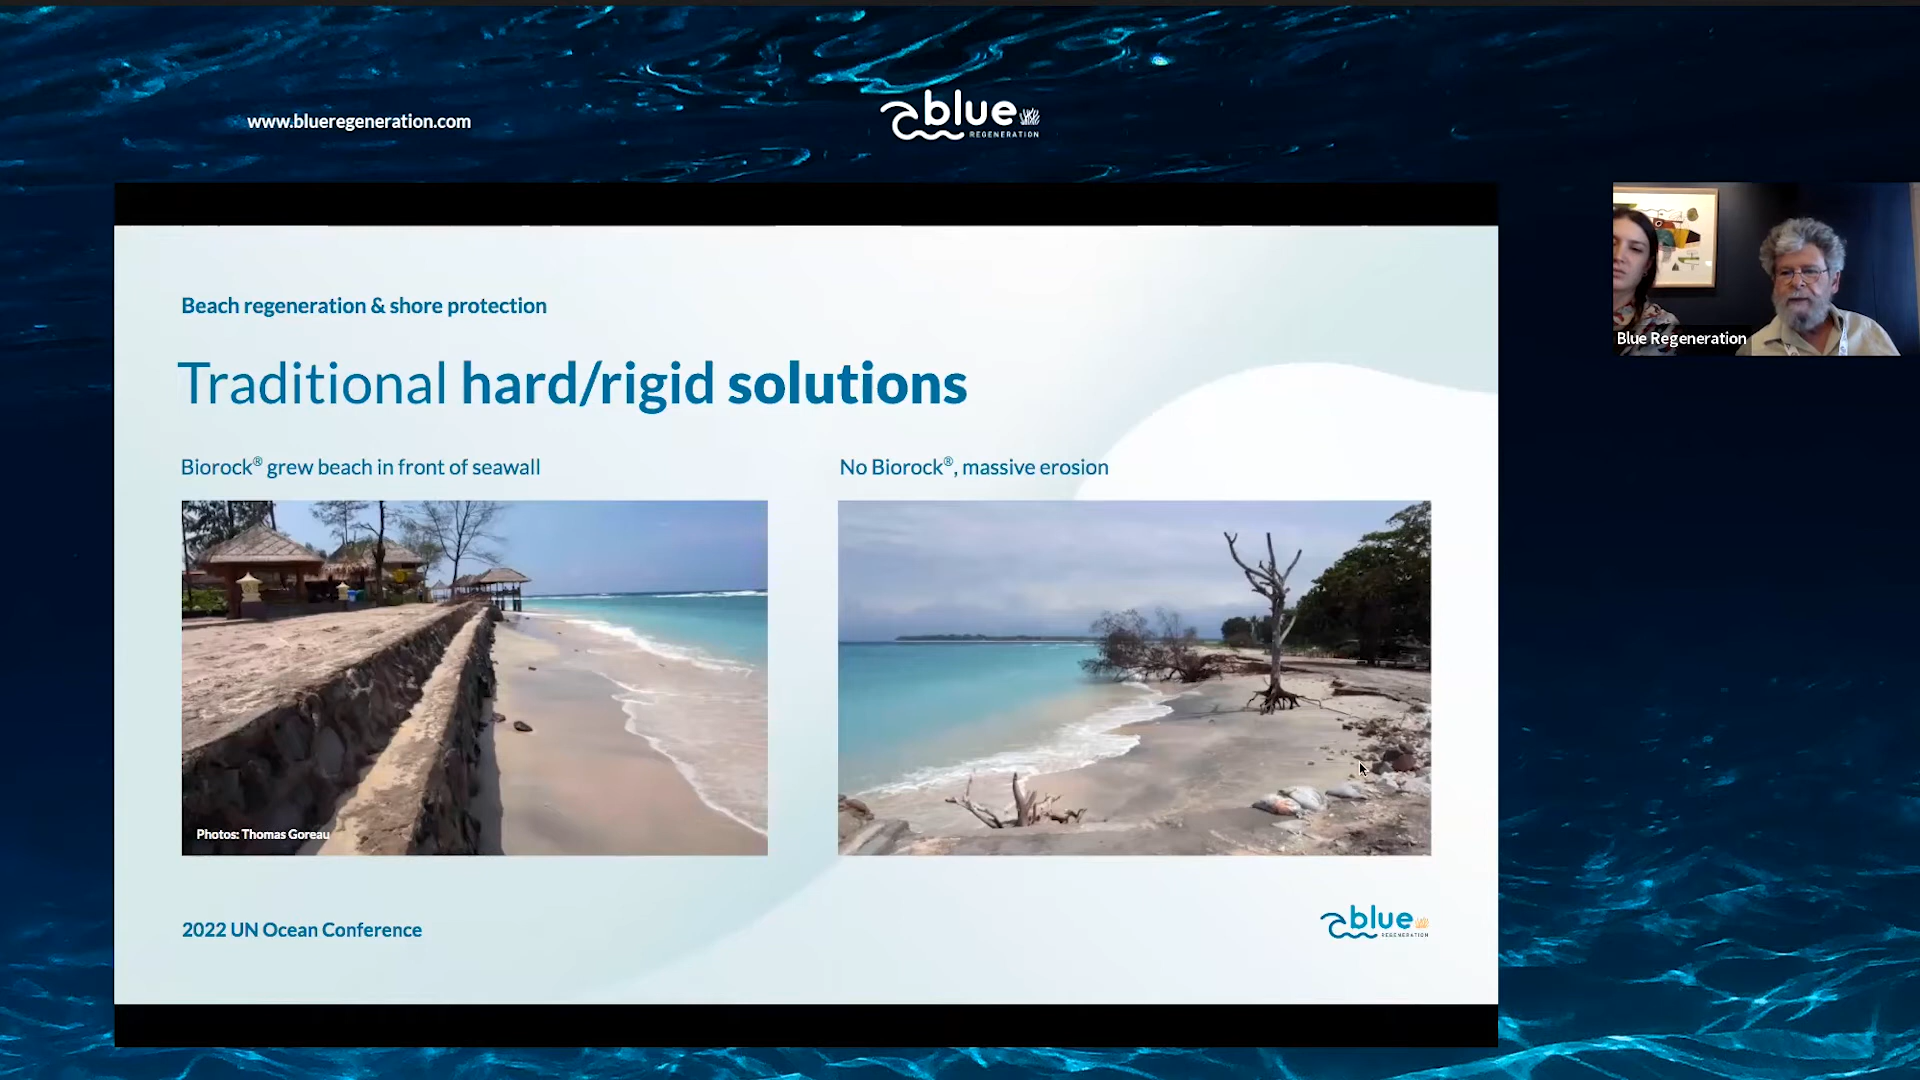 www.blueregeneration.com
blue
REGENERATION
Beach regeneration & shore protection
Traditional hard/rigid solutions
Biorock® grew beach in front of seawall
No Biorock®, massive erosion
Photos: Thomas Goreau
2022 UN Ocean Conference
blue
REGENERATION
Blue Regeneration